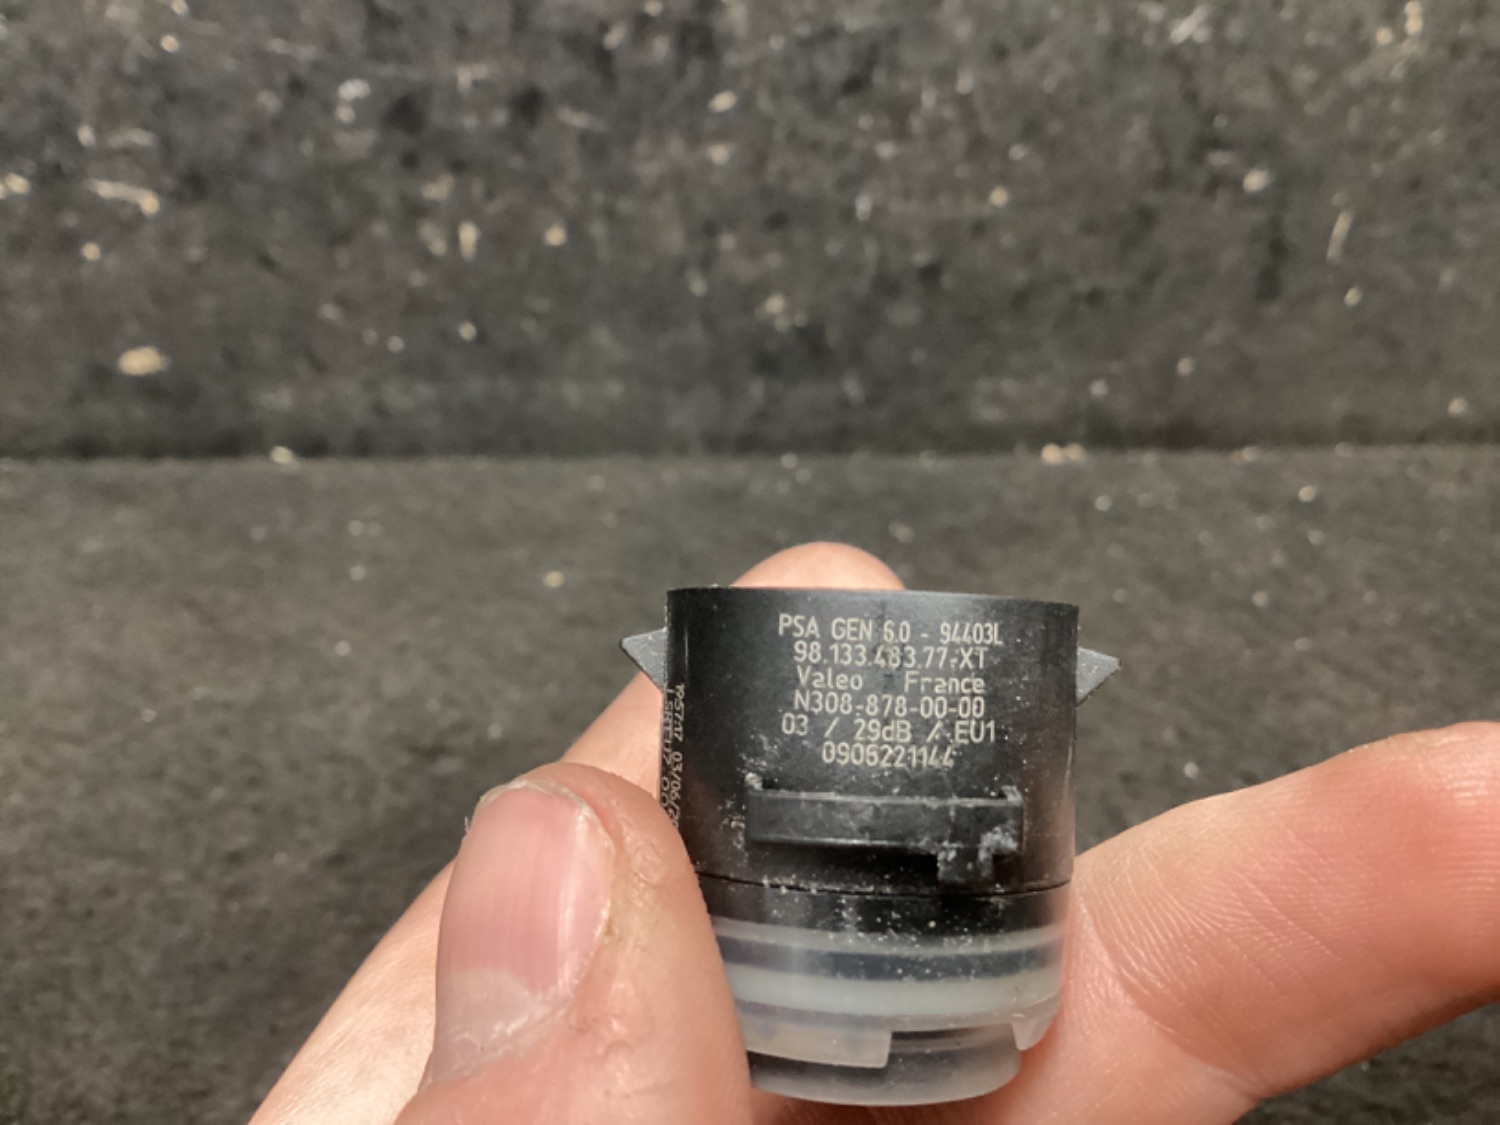 PSA GEN 6.0 - 94403L
98.133.483.77-XT
Valeo France
N308-878-00-00
03 / 29dB / EU1
0906221144